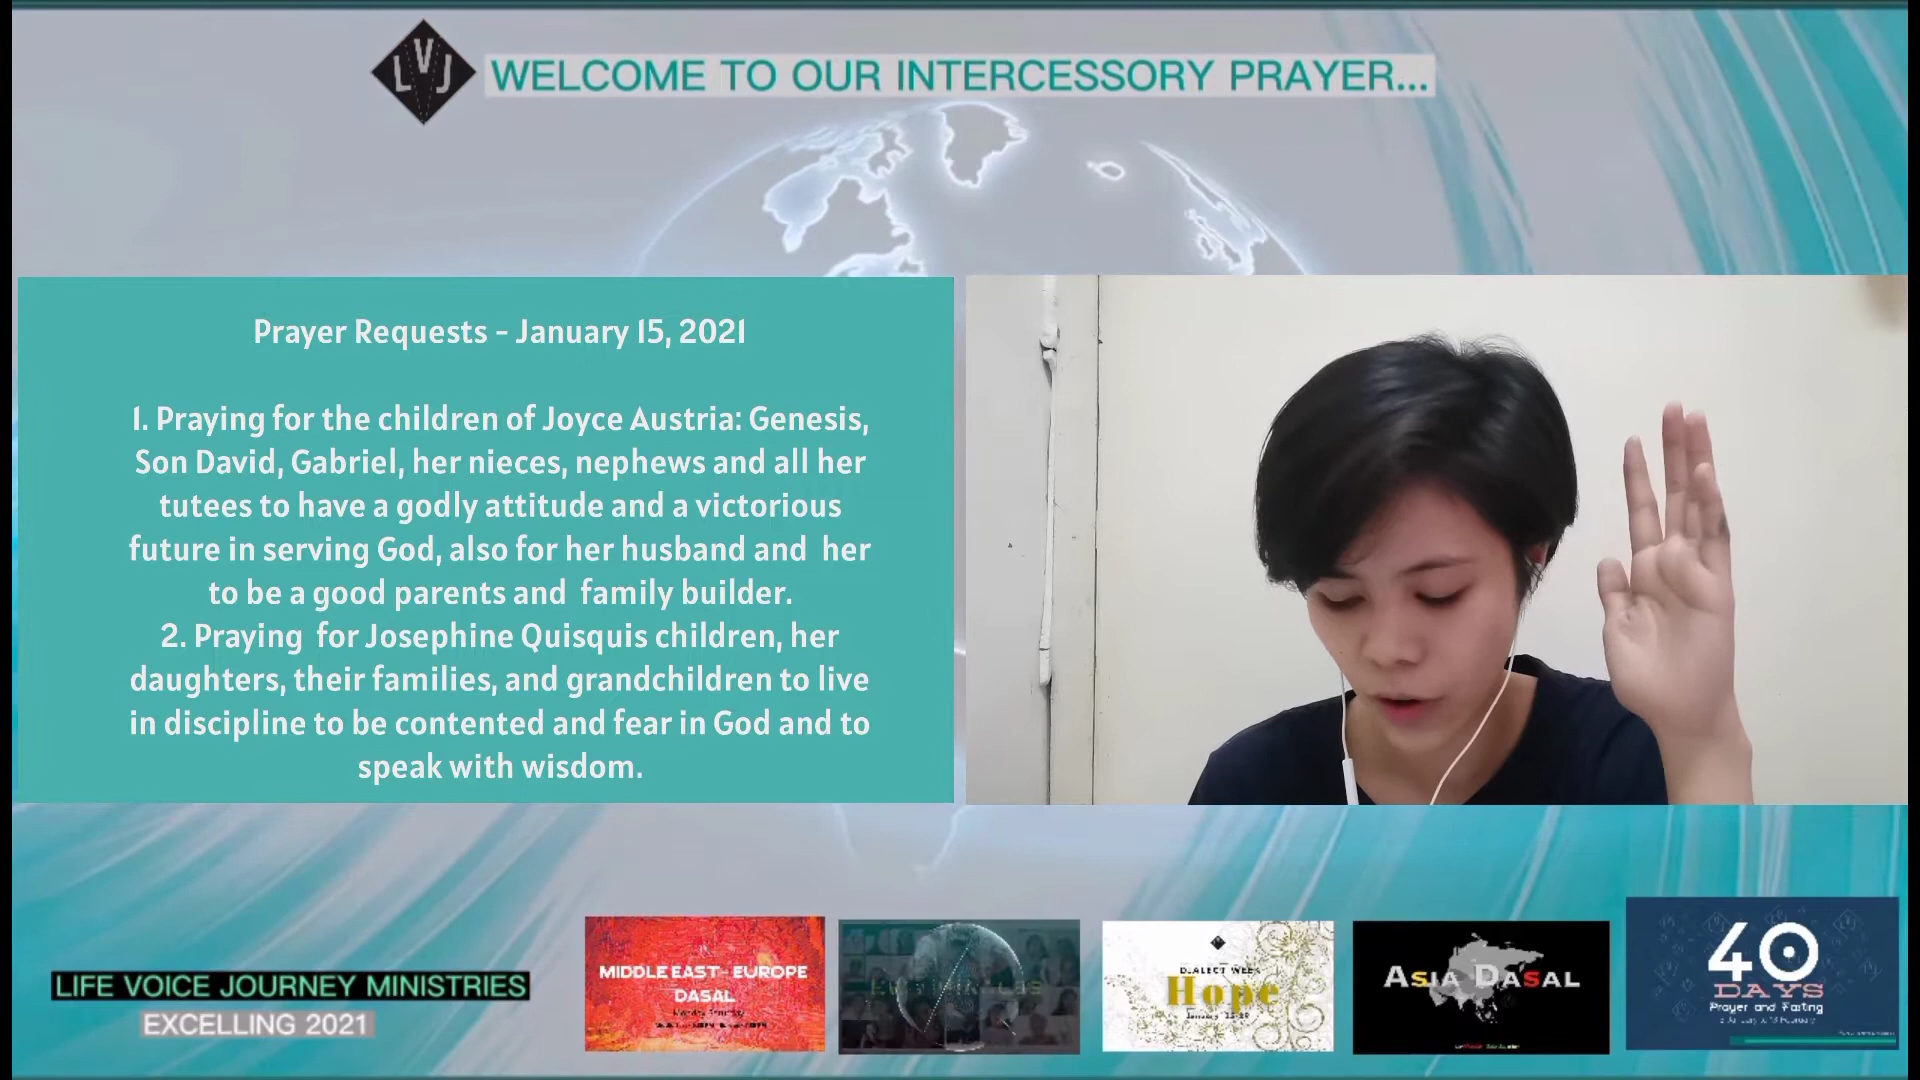 LVJ
WELCOME TO OUR INTERCESSORY PRAYER...
Prayer Requests - January 15, 2021
1. Praying for the children of Joyce Austria: Genesis,
Son David, Gabriel, her nieces, nephews and all her
tutees to have a godly attitude and a victorious
future in serving God, also for her husband and her
to be a good parents and family builder.
2. Praying for Josephine Quisquis children, her
daughters, their families, and grandchildren to live
in discipline to be contented and fear in God and to
speak with wisdom.
LIFE VOICE JOURNEY MINISTRIES
EXCELLING 2021
MIDDLE EAST- EUROPE
DASAL
DIALECT WEEK
Hope
ASIA DASAL
40
DAYS
Prayer and Fasting